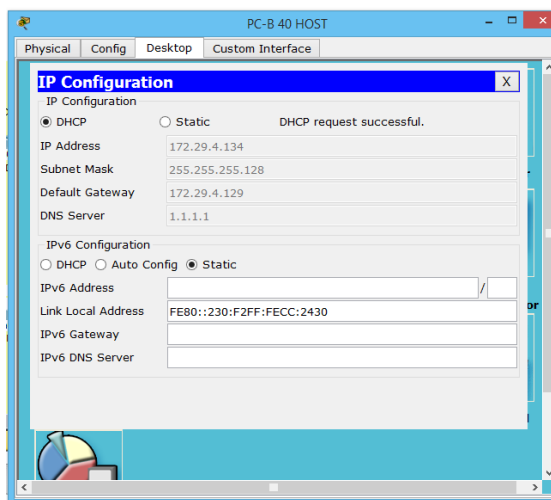 PC-B 40 HOST
Physical Config Desktop Custom Interface
IP Configuration X
IP Configuration
DHCP Static DHCP request successful.
IP Address 172.29.4.134
Subnet Mask 255.255.255.128
Default Gateway 172.29.4.129
DNS Server 1.1.1.1
IPv6 Configuration
DHCP Auto Config Static
IPv6 Address /
Link Local Address FE80::230:F2FF:FECC:2430
IPv6 Gateway
IPv6 DNS Server
or